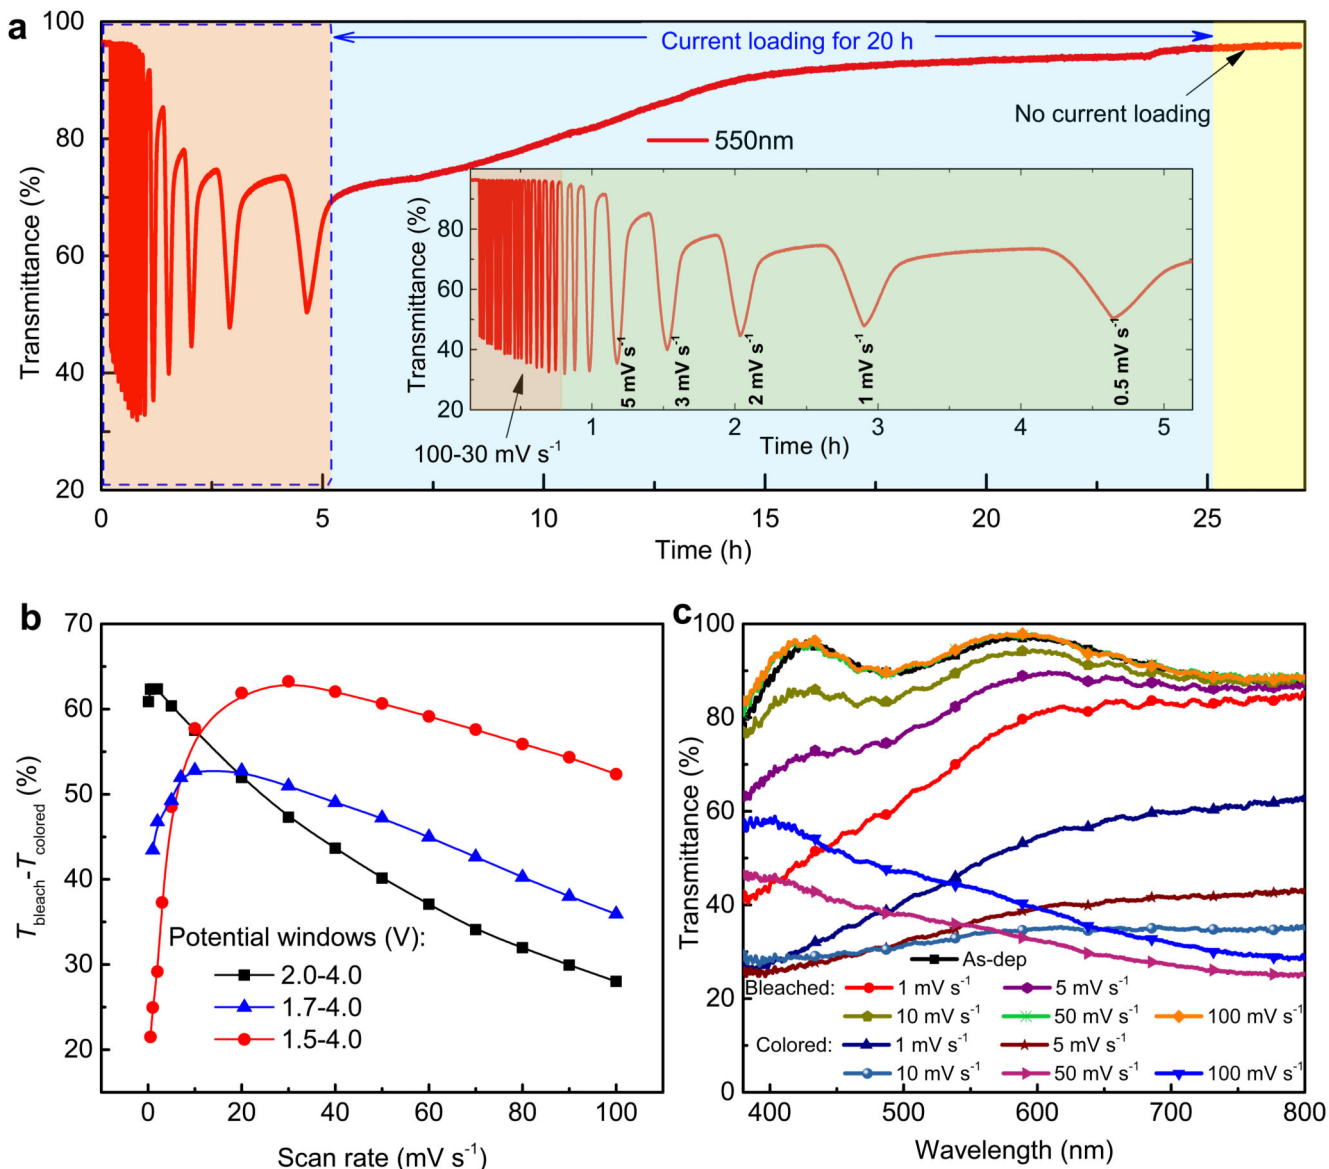 a
100
80
60
40
20
Transmittance (%)
Current loading for 20 h
No current loading
550nm
80
60
40
20
Transmittance (%)
5 mV s⁻¹
3 mV s⁻¹
2 mV s⁻¹
1 mV s⁻¹
0.5 mV s⁻¹
100-30 mV s⁻¹
1 2 3 4 5
Time (h)
0 5 10 15 20 25
Time (h)
b
70
60
50
40
30
20
T bleach-T colored (%)
Potential windows (V):
2.0-4.0
1.7-4.0
1.5-4.0
0 20 40 60 80 100
Scan rate (mV s⁻¹)
c
100
80
60
40
20
0
Transmittance (%)
As-dep
Bleached: 1 mV s⁻¹ 5 mV s⁻¹
10 mV s⁻¹ 50 mV s⁻¹ 100 mV s⁻¹
Colored: 1 mV s⁻¹ 5 mV s⁻¹
10 mV s⁻¹ 50 mV s⁻¹ 100 mV s⁻¹
400 500 600 700 800
Wavelength (nm)